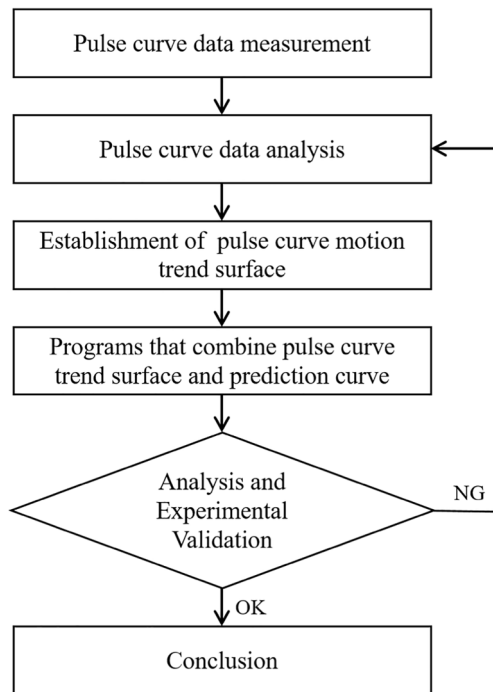 Pulse curve data measurement
Pulse curve data analysis
Establishment of pulse curve motion
trend surface
Programs that combine pulse curve
trend surface and prediction curve
Analysis and
Experimental
Validation
NG
OK
Conclusion